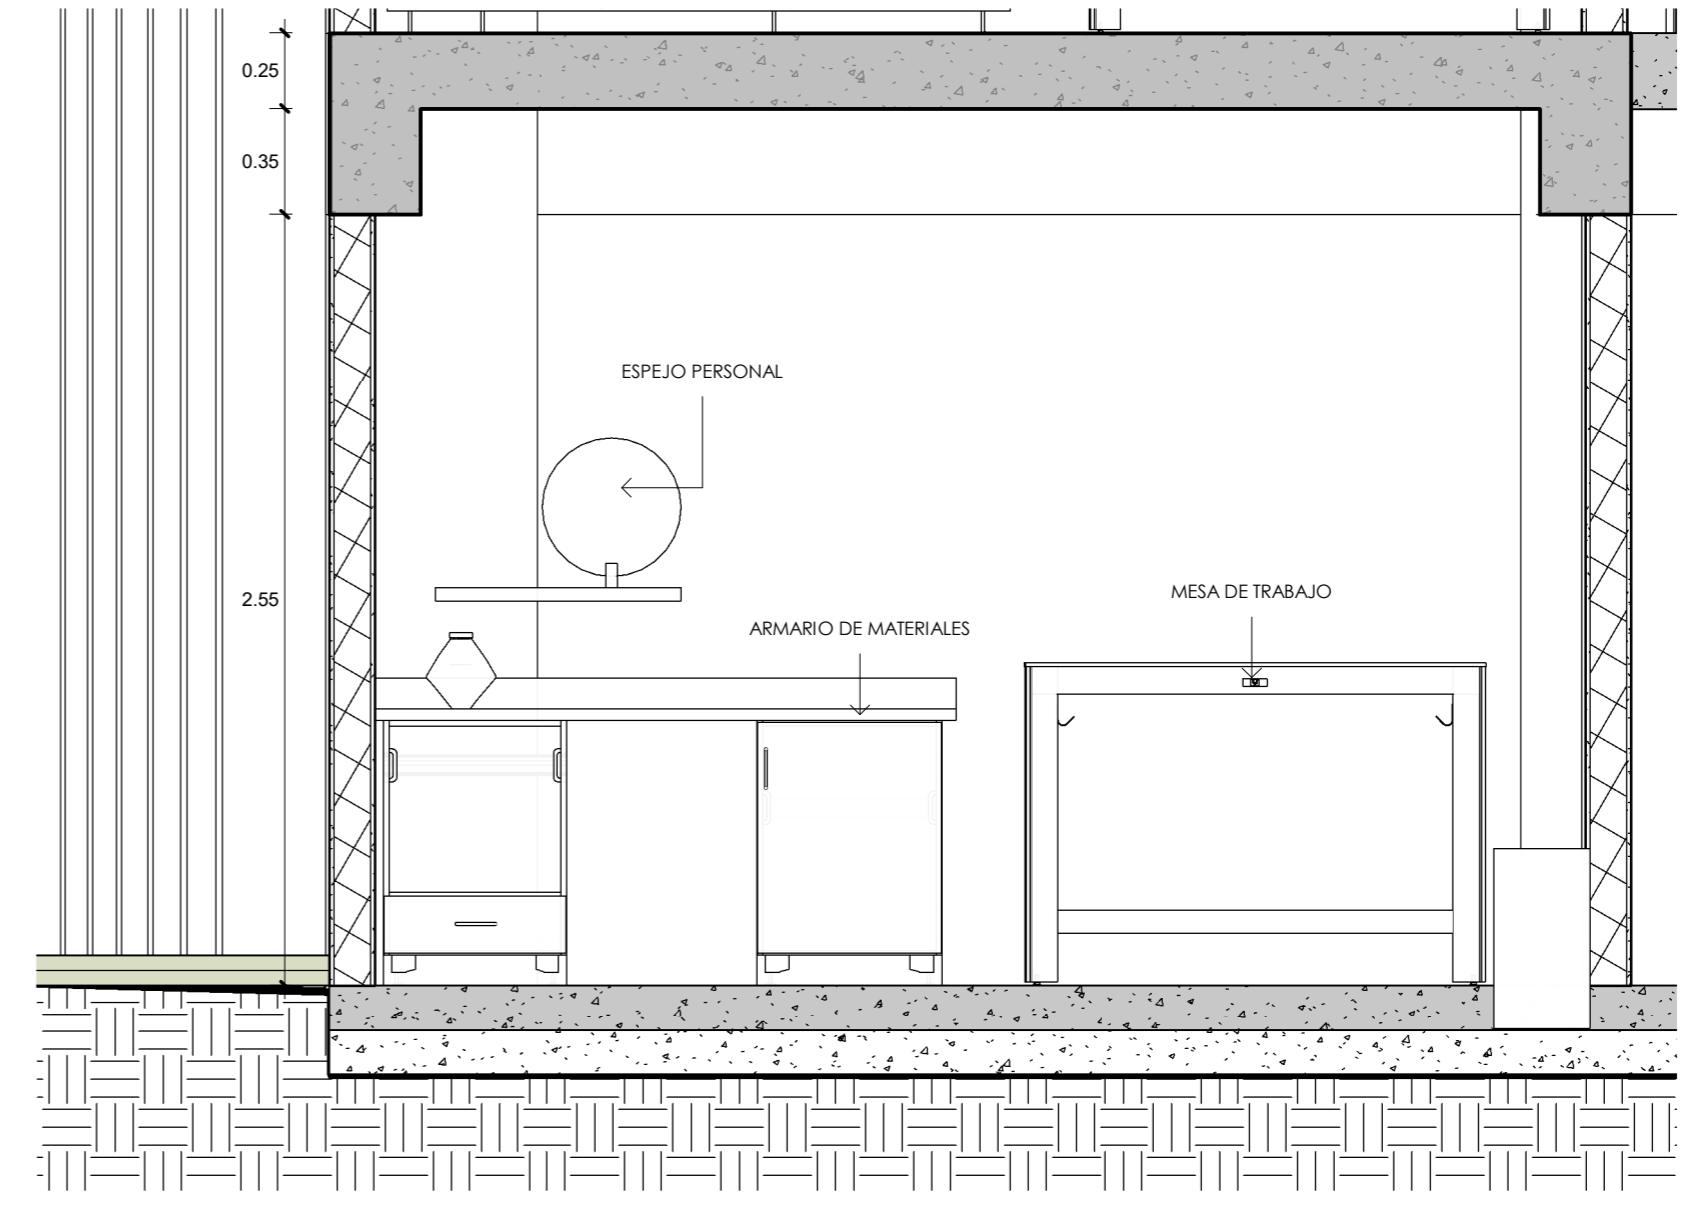 0.25
0.35
ESPEJO PERSONAL
2.55
MESA DE TRABAJO
ARMARIO DE MATERIALES